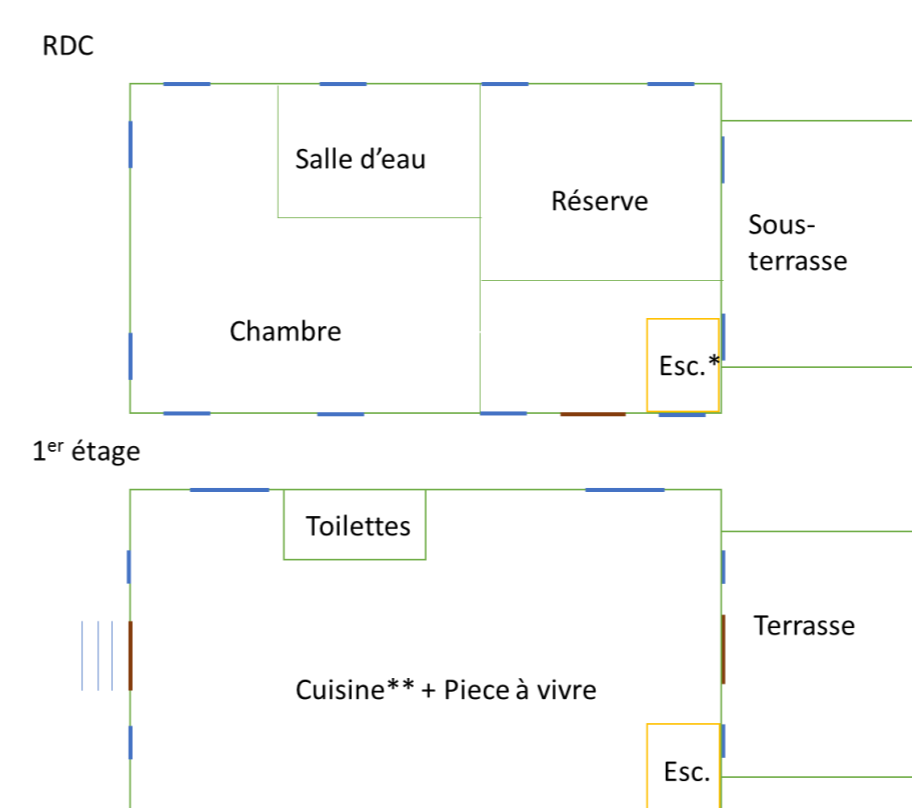 RDC
Salle d'eau
Réserve
Sous-
terrasse
Chambre
Esc.*
1er étage
Toilettes
Terrasse
Cuisine** + Piece à vivre
Esc.